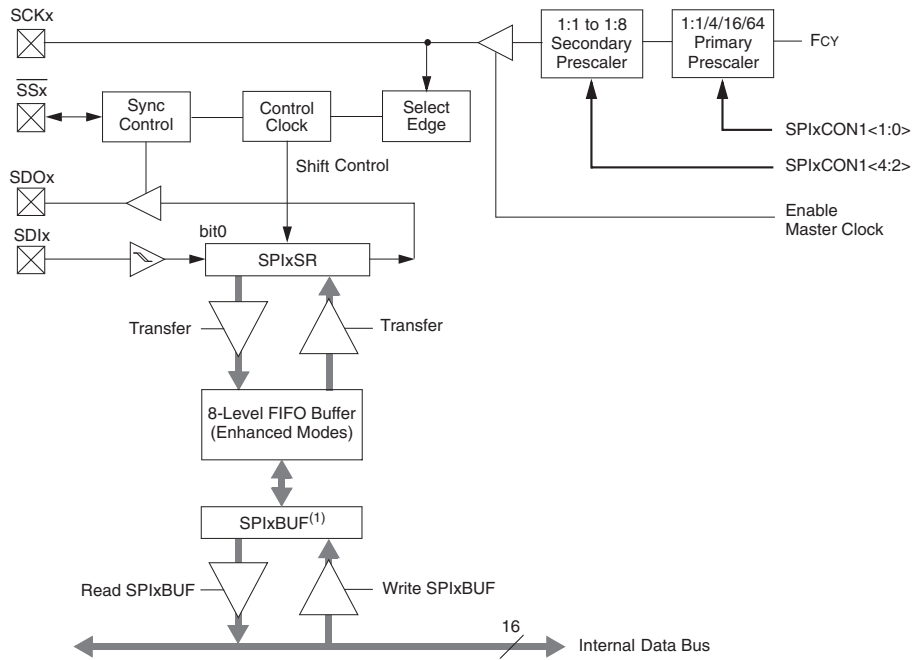 SCKx
1:1 to 1:8
Secondary
Prescaler
1:1/4/16/64
Primary
Prescaler
FCY
SSx
Sync
Control
Control
Clock
Select
Edge
SPIxCON1<1:0>
SPIxCON1<4:2>
Shift Control
SDOx
Enable
Master Clock
SDIx
bit0
SPIxSR
Transfer
Transfer
8-Level FIFO Buffer
(Enhanced Modes)
SPIxBUF(1)
Read SPIxBUF
Write SPIxBUF
16
Internal Data Bus